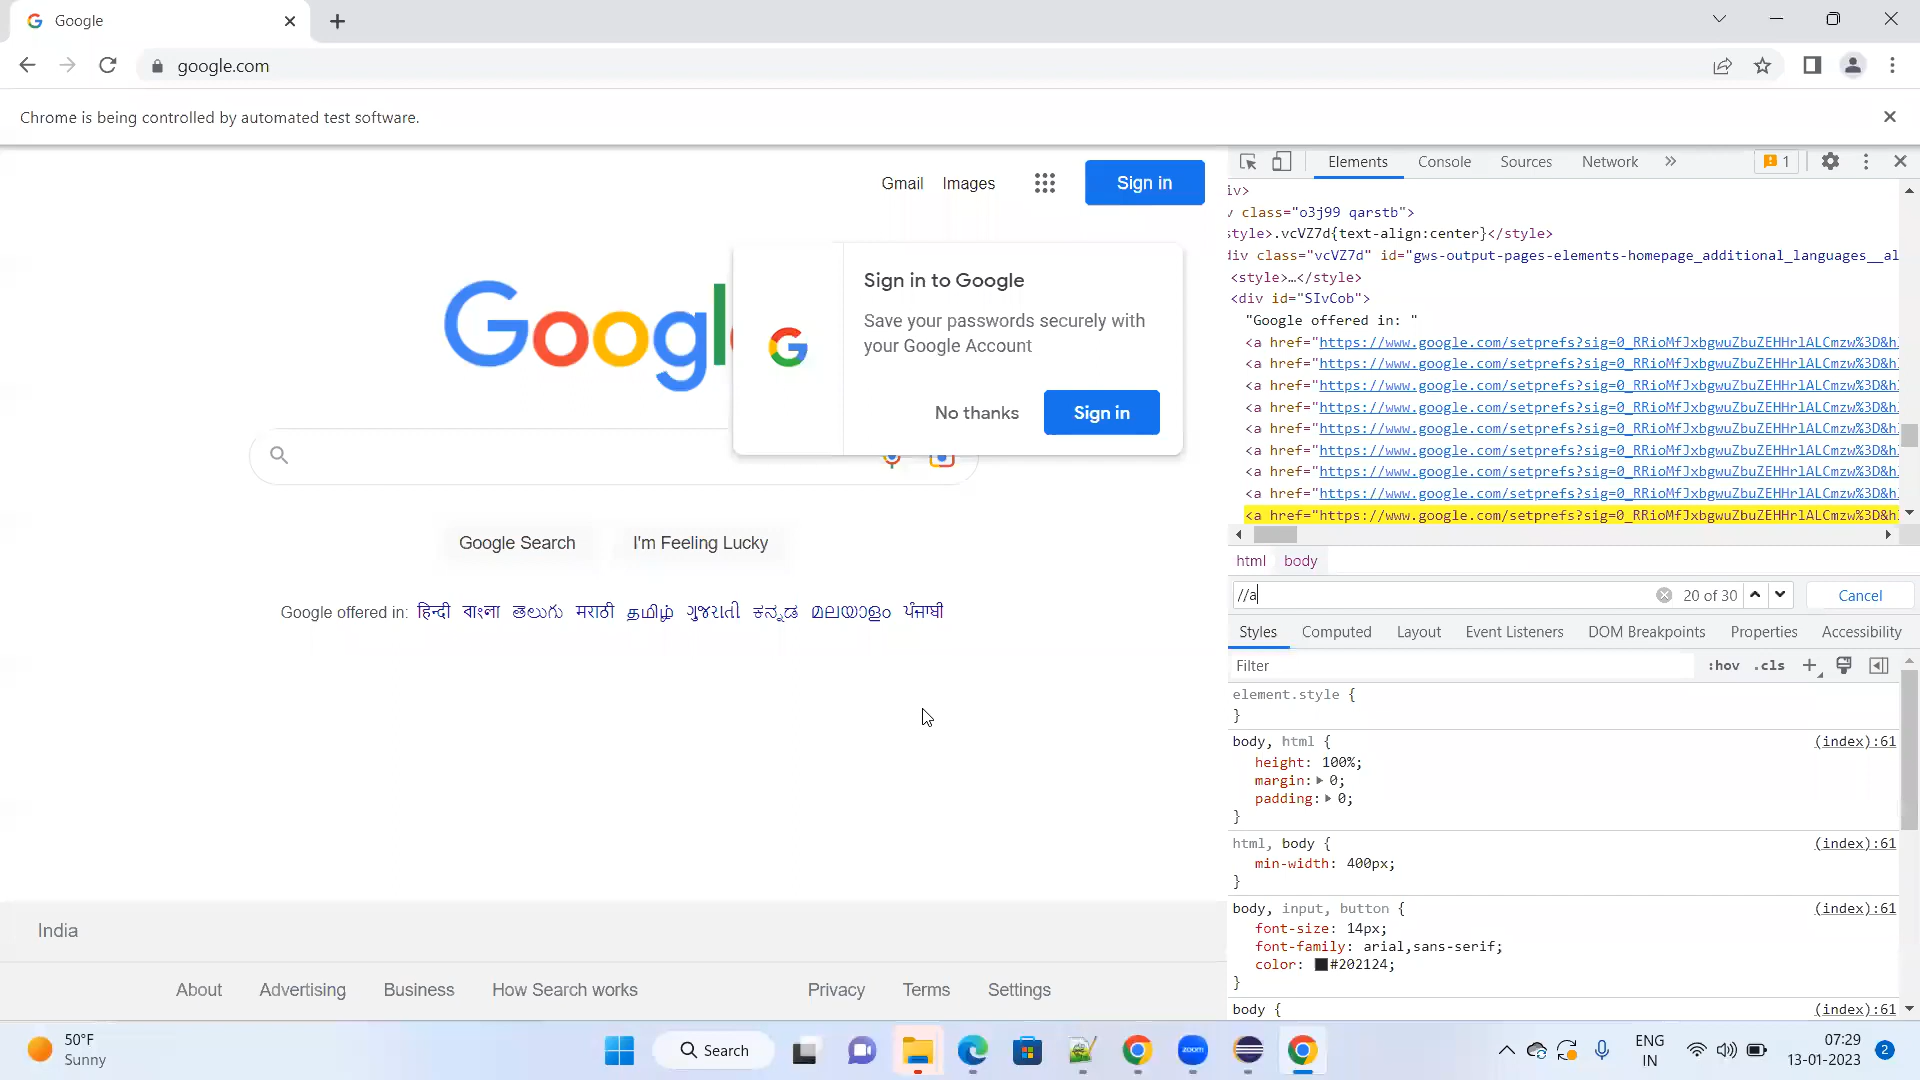 Google
google.com
Chrome is being controlled by automated test software.
Gmail Images Sign in
Google
Sign in to Google
Save your passwords securely with
your Google Account
No thanks Sign in
Google Search I'm Feeling Lucky
Google offered in: हिन्दी বাংলা తెలుగు मराठी தமிழ் ગુજરાતી ಕನ್ನಡ മലയാളം ਪੰਜਾਬੀ
India
About Advertising Business How Search works Privacy Terms Settings
Elements Console Sources Network » 1
iv>
class="o3j99 qarstb">
style>.vcVZ7d{text-align:center}</style>
div class="vcVZ7d" id="gws-output-pages-elements-homepage_additional_languages__al
<style>…</style>
<div id="SIvCob">
"Google offered in: "
<a href="https://www.google.com/setprefs?sig=0_RRioMfJxbgwuZbuZEHHrlALCmzw%3D&h
<a href="https://www.google.com/setprefs?sig=0_RRioMfJxbgwuZbuZEHHrlALCmzw%3D&h
<a href="https://www.google.com/setprefs?sig=0_RRioMfJxbgwuZbuZEHHrlALCmzw%3D&h
<a href="https://www.google.com/setprefs?sig=0_RRioMfJxbgwuZbuZEHHrlALCmzw%3D&h
<a href="https://www.google.com/setprefs?sig=0_RRioMfJxbgwuZbuZEHHrlALCmzw%3D&h
<a href="https://www.google.com/setprefs?sig=0_RRioMfJxbgwuZbuZEHHrlALCmzw%3D&h
<a href="https://www.google.com/setprefs?sig=0_RRioMfJxbgwuZbuZEHHrlALCmzw%3D&h
<a href="https://www.google.com/setprefs?sig=0_RRioMfJxbgwuZbuZEHHrlALCmzw%3D&h
<a href="https://www.google.com/setprefs?sig=0_RRioMfJxbgwuZbuZEHHrlALCmzw%3D&h
html body
//a 20 of 30 Cancel
Styles Computed Layout Event Listeners DOM Breakpoints Properties Accessibility
Filter :hov .cls
element.style {
}
body, html { (index):61
height: 100%;
margin: 0;
padding: 0;
}
html, body { (index):61
min-width: 400px;
}
body, input, button { (index):61
font-size: 14px;
font-family: arial,sans-serif;
color: #202124;
}
body { (index):61
50°F
Sunny
Search
zoom
ENG
IN
07:29
13-01-2023
2